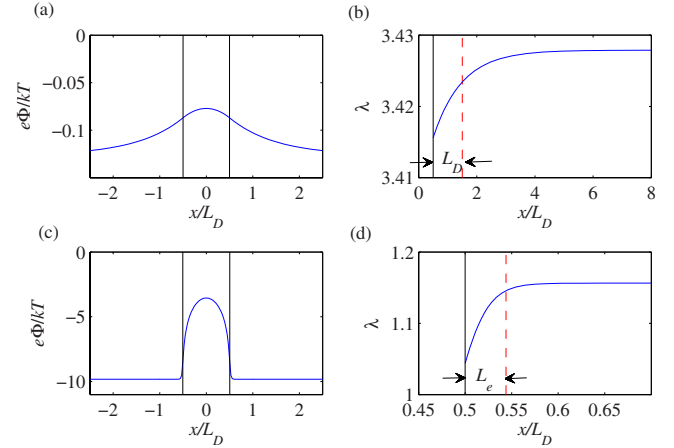 (a)
0
−0.05
−0.1
eΦ/kT
−2 −1 0 1 2
x/L_D
(b)
3.43
3.42
3.41
λ
L_D
0 2 4 6 8
x/L_D
(c)
0
−5
−10
eΦ/kT
−2 −1 0 1 2
x/L_D
(d)
1.2
1.1
1
λ
L_e
0.45 0.5 0.55 0.6 0.65
x/L_D